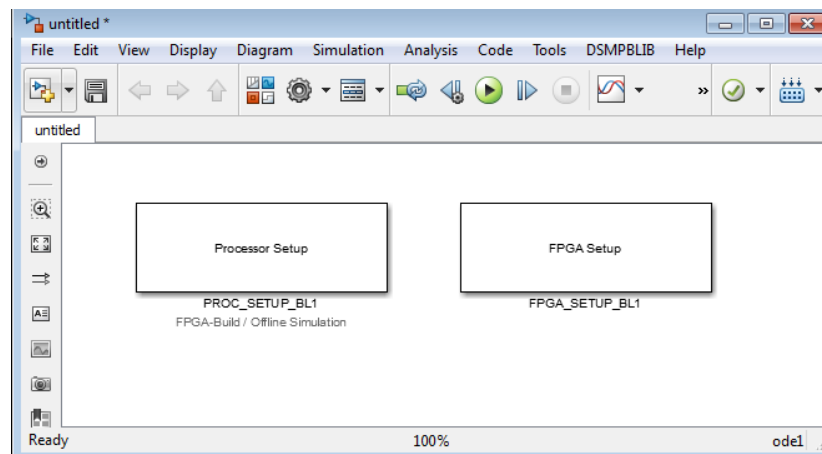 untitled *
File Edit View Display Diagram Simulation Analysis Code Tools DSMPBLIB Help
»
untitled
Processor Setup FPGA Setup
PROC_SETUP_BL1 FPGA_SETUP_BL1
FPGA-Build / Offline Simulation
Ready 100% ode1